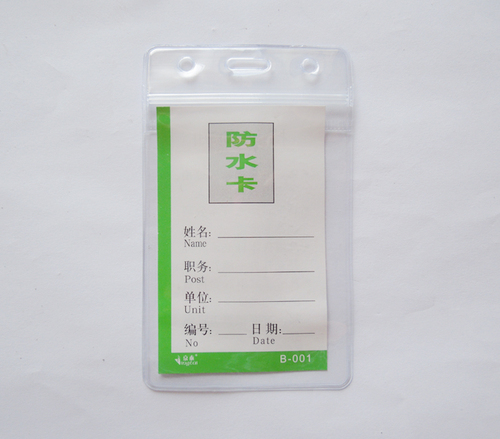 防
水
卡
姓名:
Name
职务:
Post
单位:
Unit
编号: 日期:
No Date
B-001